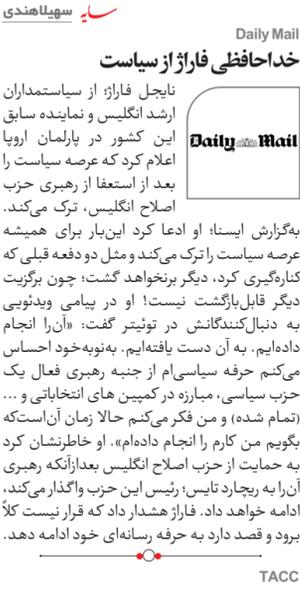 سایه سهیلاهندی
Daily Mail
خداحافظی فاراژ از سیاست
Daily Mail
نایجل فاراژ؛ از سیاستمداران
ارشد انگلیس و نماینده سابق
این کشور در پارلمان اروپا
اعلام کرد که عرصه سیاست را
بعد از استعفا از رهبری حزب
اصلاح انگلیس، ترک می‌کند.
به‌گزارش ایسنا؛ او ادعا کرد این‌بار برای همیشه
عرصه سیاست را ترک می‌کند و مثل دو دفعه قبلی که
کناره‌گیری کرد، دیگر برنخواهد گشت؛ چون برگزیت
دیگر قابل‌بازگشت نیست! او در پیامی ویدئویی
به دنبال‌کنندگانش در توئیتر گفت: «آن‌را انجام
داده‌ایم. به آن دست یافته‌ایم. به‌نوبه‌خود احساس
می‌کنم حرفه سیاسی‌ام از جنبه رهبری فعال یک
حزب سیاسی، مبارزه در کمپین های انتخاباتی و ...
(تمام شده) و من فکر می‌کنم حالا زمان آن‌است‌که
بگویم من کارم را انجام داده‌ام». او خاطرنشان کرد
به حمایت از حزب اصلاح انگلیس بعدازآنکه رهبری
آن‌را به ریچارد تایس؛ رئیس این حزب واگذار می‌کند،
ادامه خواهد داد. فاراژ هشدار داد که قرار نیست کلاً
برود و قصد دارد به حرفه رسانه‌ای خود ادامه دهد.
TACC